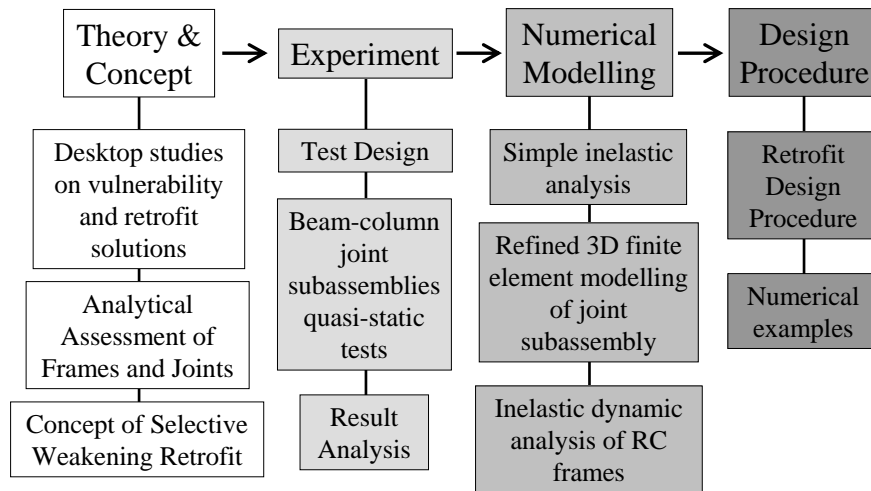 Theory &
Concept
Desktop studies
on vulnerability
and retrofit
solutions
Analytical
Assessment of
Frames and Joints
Concept of Selective
Weakening Retrofit
Experiment
Test Design
Beam-column
joint
subassemblies
quasi-static
tests
Result
Analysis
Numerical
Modelling
Simple inelastic
analysis
Refined 3D finite
element modelling
of joint
subassembly
Inelastic dynamic
analysis of RC
frames
Design
Procedure
Retrofit
Design
Procedure
Numerical
examples